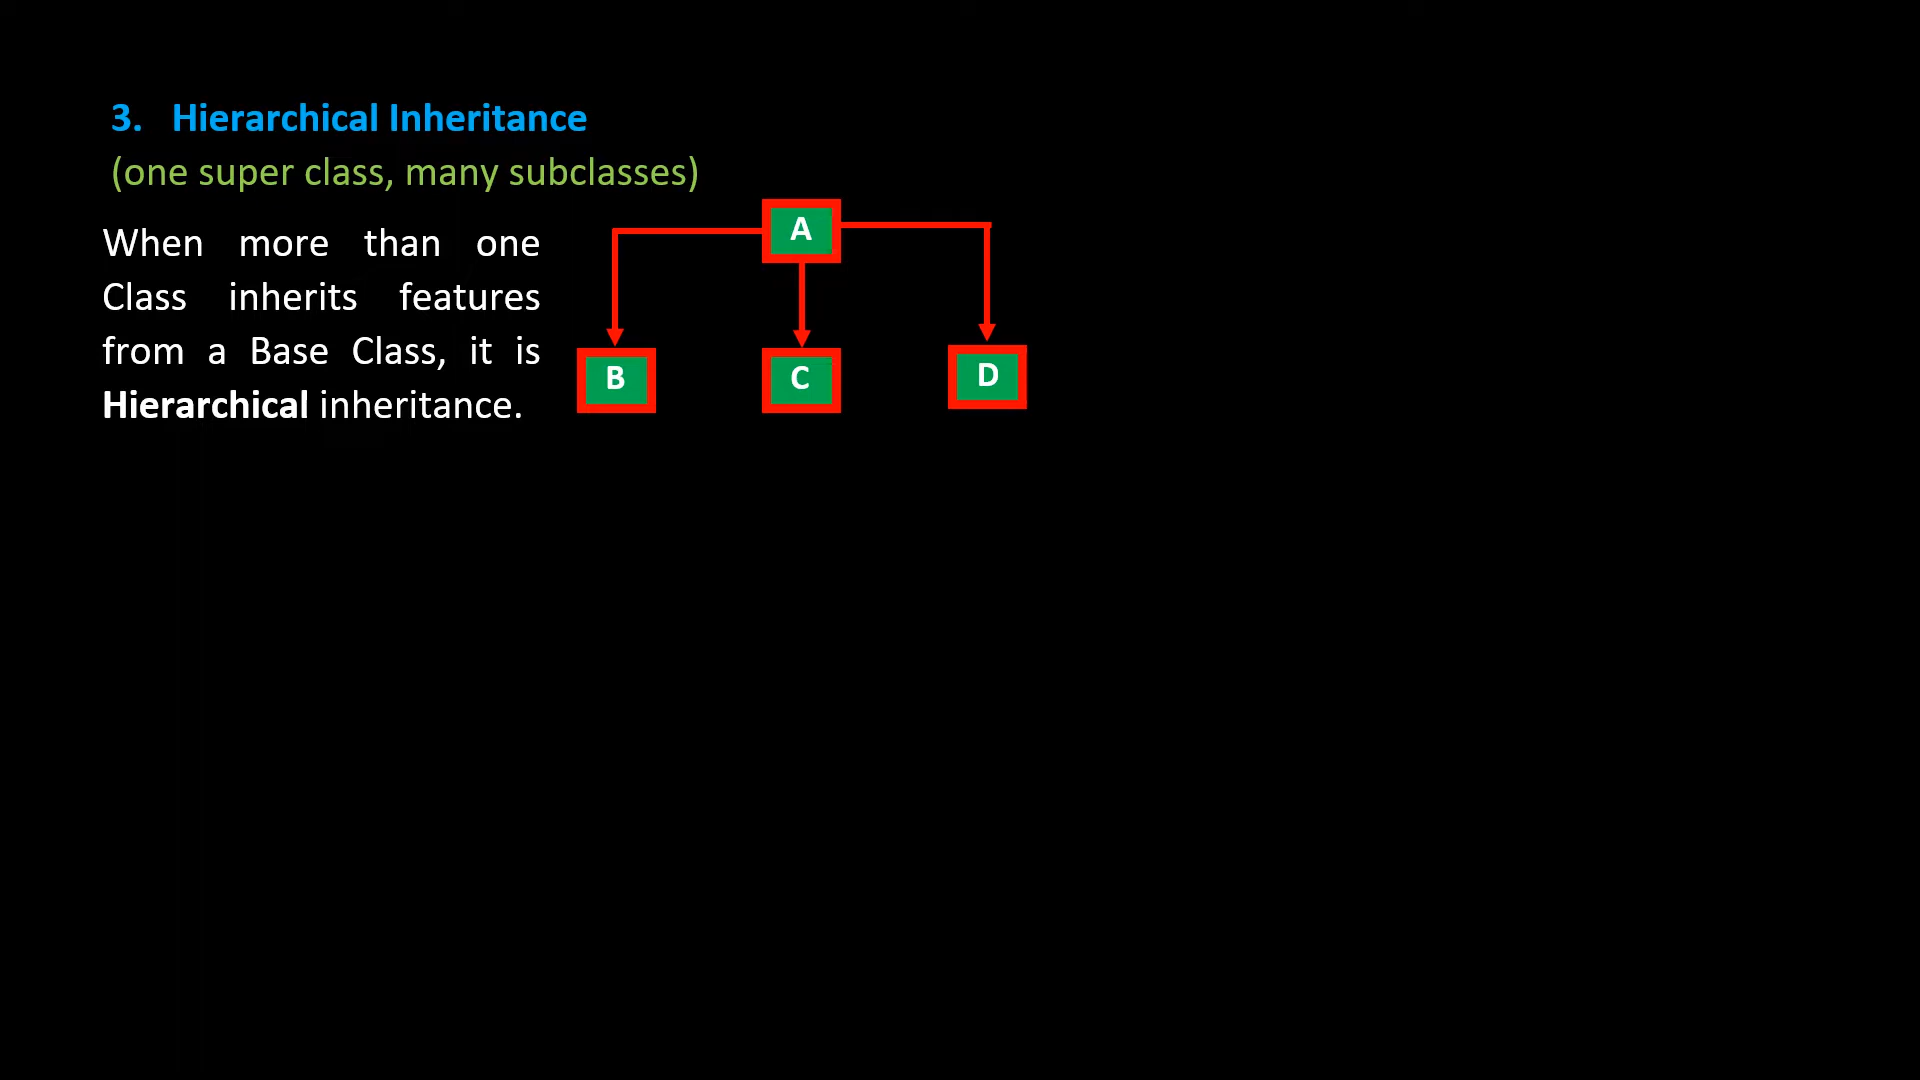 3. Hierarchical Inheritance
(one super class, many subclasses)
When more than one
Class inherits features
from a Base Class, it is
Hierarchical inheritance.
A
B
C
D